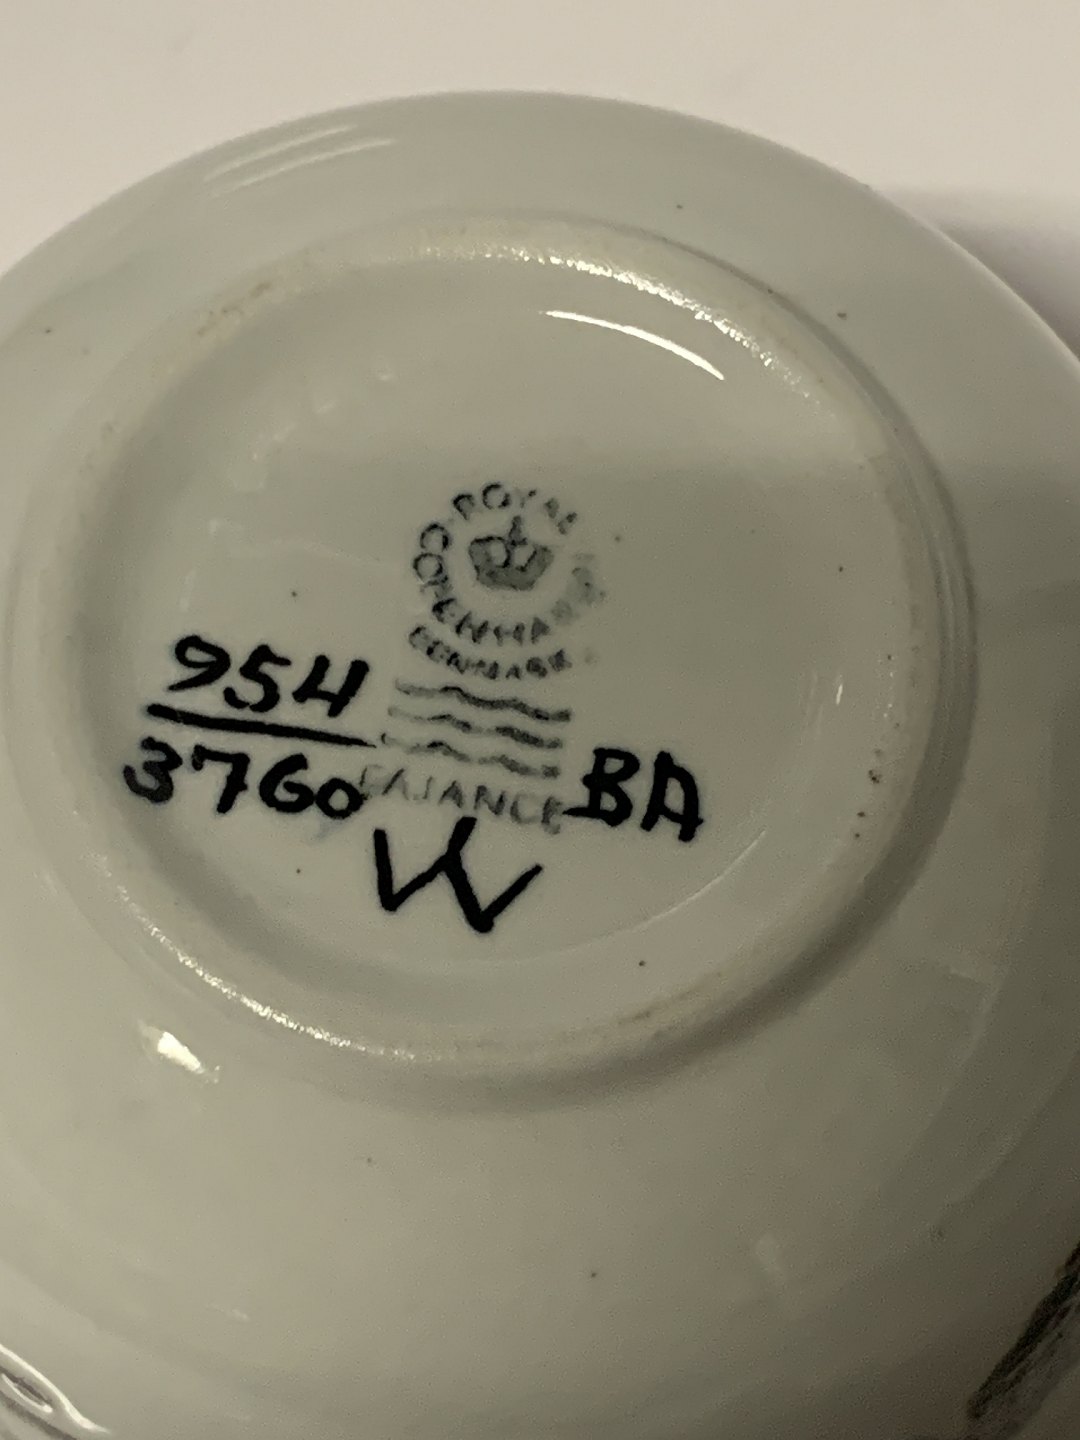 ROYAL
COPENHAGEN
DENMARK
954
3760
FAJANCE
BA
W